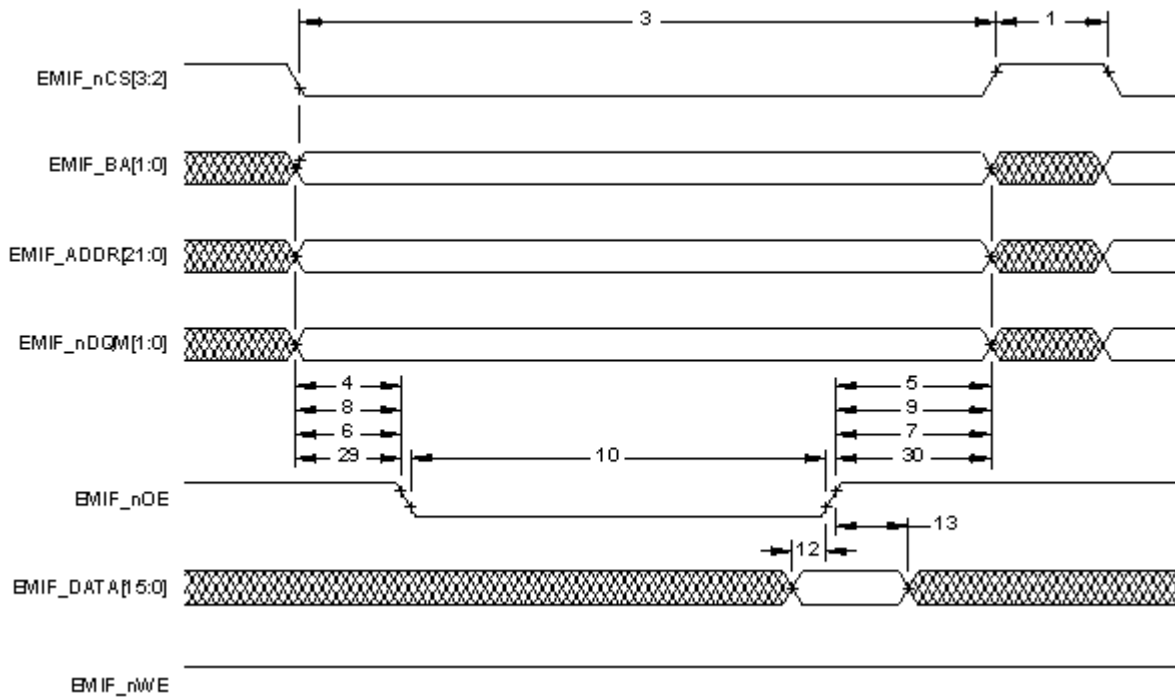 3
1
EMIF_nCS[3:2]
EMIF_BA[1:0]
EMIF_ADDR[21:0]
EMIF_nDQM[1:0]
4
5
8
9
6
7
29
10
30
EMIF_nOE
13
12
EMIF_DATA[15:0]
EMIF_nWE